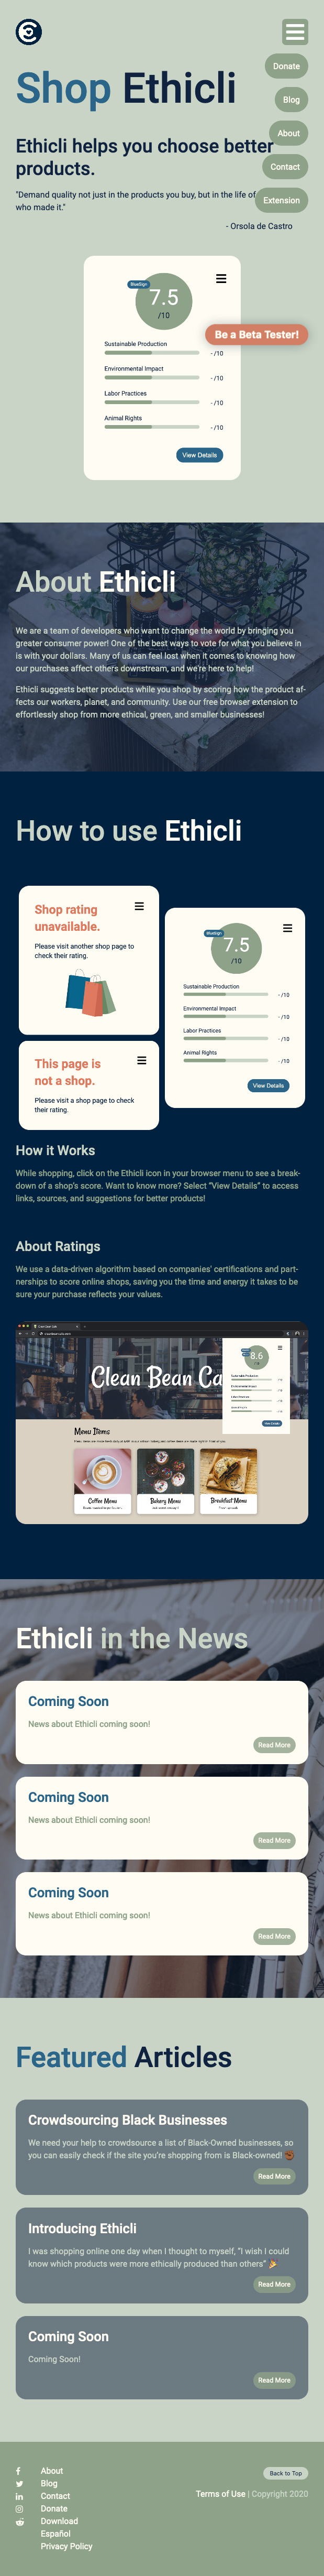 Donate
Shop Ethicli
Blog
About
Ethicli helps you choose better
products.
Contact
"Demand quality not just in the products you buy, but in the life of
who made it."
Extension
- Orsola de Castro
BlueSign
7.5
/10
Be a Beta Tester!
Sustainable Production
- /10
Environmental Impact
- /10
Labor Practices
- /10
Animal Rights
- /10
View Details
About Ethicli
We are a team of developers who want to change the world by bringing you
greater consumer power! One of the best ways to vote for what you believe in
is with your dollars. Many of us can feel lost when it comes to knowing how
our purchases affect others downstream, and we're here to help!
Ethicli suggests better products while you shop by scoring how the product af-
fects our workers, planet, and community. Use our free browser extension to
effortlessly shop from more ethical, green, and smaller businesses!
How to use Ethicli
Shop rating
unavailable.
Please visit another shop page to
check their rating.
This page is
not a shop.
Please visit a shop page to check
their rating.
BlueSign
7.5
/10
Sustainable Production
- /10
Environmental Impact
- /10
Labor Practices
- /10
Animal Rights
- /10
View Details
How it Works
While shopping, click on the Ethicli icon in your browser menu to see a break-
down of a shop's score. Want to know more? Select "View Details" to access
links, sources, and suggestions for better products!
About Ratings
We use a data-driven algorithm based on companies' certifications and part-
nerships to score online shops, saving you the time and energy it takes to be
sure your purchase reflects your values.
8.6
Clean Bean Ca
Menu Items
Coffee Menu
Bakery Menu
Breakfast Menu
Ethicli in the News
Coming Soon
News about Ethicli coming soon!
Read More
Coming Soon
News about Ethicli coming soon!
Read More
Coming Soon
News about Ethicli coming soon!
Read More
Featured Articles
Crowdsourcing Black Businesses
We need your help to crowdsource a list of Black-Owned businesses, so
you can easily check if the site you're shopping from is Black-owned! ✊🏾
Read More
Introducing Ethicli
I was shopping online one day when I thought to myself, "I wish I could
know which products were more ethically produced than others" 🎉
Read More
Coming Soon
Coming Soon!
Read More
About
Blog
Contact
Donate
Download
Español
Privacy Policy
Back to Top
Terms of Use | Copyright 2020